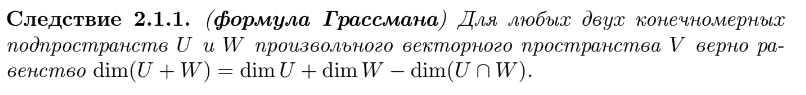 Следствие 2.1.1. (формула Грассмана) Для любых двух конечномерных
подпространств U и W произвольного векторного пространства V верно ра-
венство dim(U + W) = dim U + dim W − dim(U ∩ W).